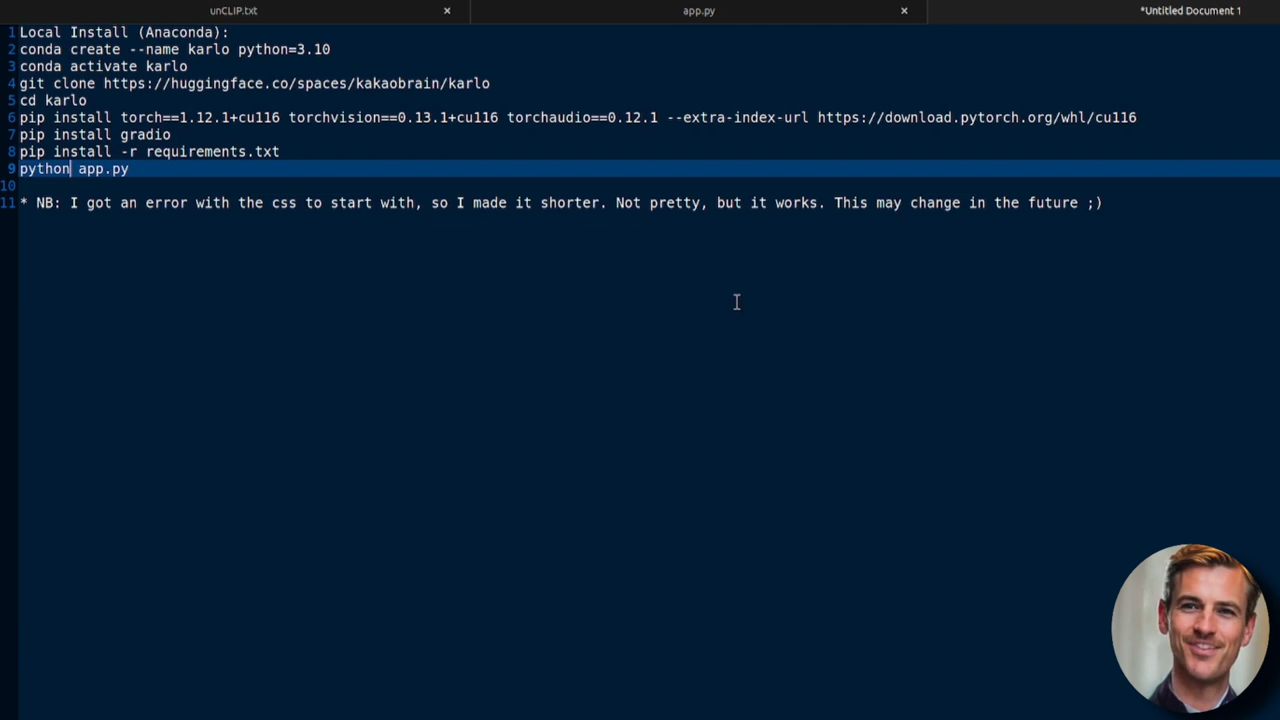 unCLIP.txt × app.py × *Untitled Document 1
1 Local Install (Anaconda):
2 conda create --name karlo python=3.10
3 conda activate karlo
4 git clone https://huggingface.co/spaces/kakaobrain/karlo
5 cd karlo
6 pip install torch==1.12.1+cu116 torchvision==0.13.1+cu116 torchaudio==0.12.1 --extra-index-url https://download.pytorch.org/whl/cu116
7 pip install gradio
8 pip install -r requirements.txt
9 python app.py
10
11 * NB: I got an error with the css to start with, so I made it shorter. Not pretty, but it works. This may change in the future ;)